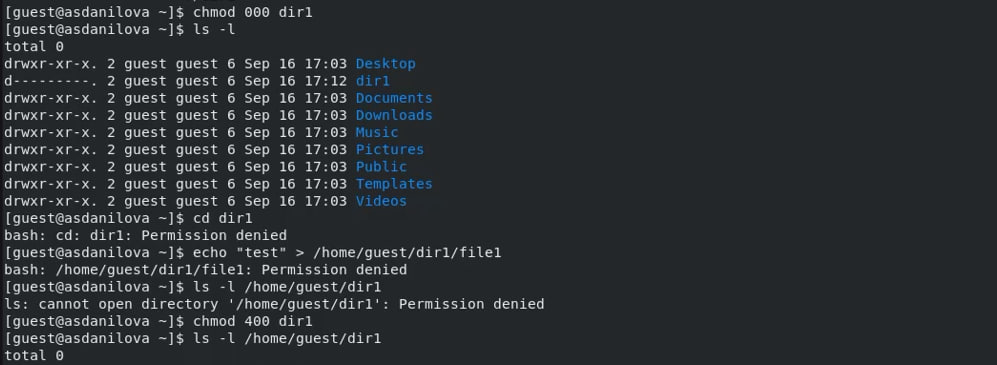 [guest@asdanilova ~]$ chmod 000 dir1
[guest@asdanilova ~]$ ls -l
total 0
drwxr-xr-x. 2 guest guest 6 Sep 16 17:03 Desktop
d---------. 2 guest guest 6 Sep 16 17:12 dir1
drwxr-xr-x. 2 guest guest 6 Sep 16 17:03 Documents
drwxr-xr-x. 2 guest guest 6 Sep 16 17:03 Downloads
drwxr-xr-x. 2 guest guest 6 Sep 16 17:03 Music
drwxr-xr-x. 2 guest guest 6 Sep 16 17:03 Pictures
drwxr-xr-x. 2 guest guest 6 Sep 16 17:03 Public
drwxr-xr-x. 2 guest guest 6 Sep 16 17:03 Templates
drwxr-xr-x. 2 guest guest 6 Sep 16 17:03 Videos
[guest@asdanilova ~]$ cd dir1
bash: cd: dir1: Permission denied
[guest@asdanilova ~]$ echo "test" > /home/guest/dir1/file1
bash: /home/guest/dir1/file1: Permission denied
[guest@asdanilova ~]$ ls -l /home/guest/dir1
ls: cannot open directory '/home/guest/dir1': Permission denied
[guest@asdanilova ~]$ chmod 400 dir1
[guest@asdanilova ~]$ ls -l /home/guest/dir1
total 0